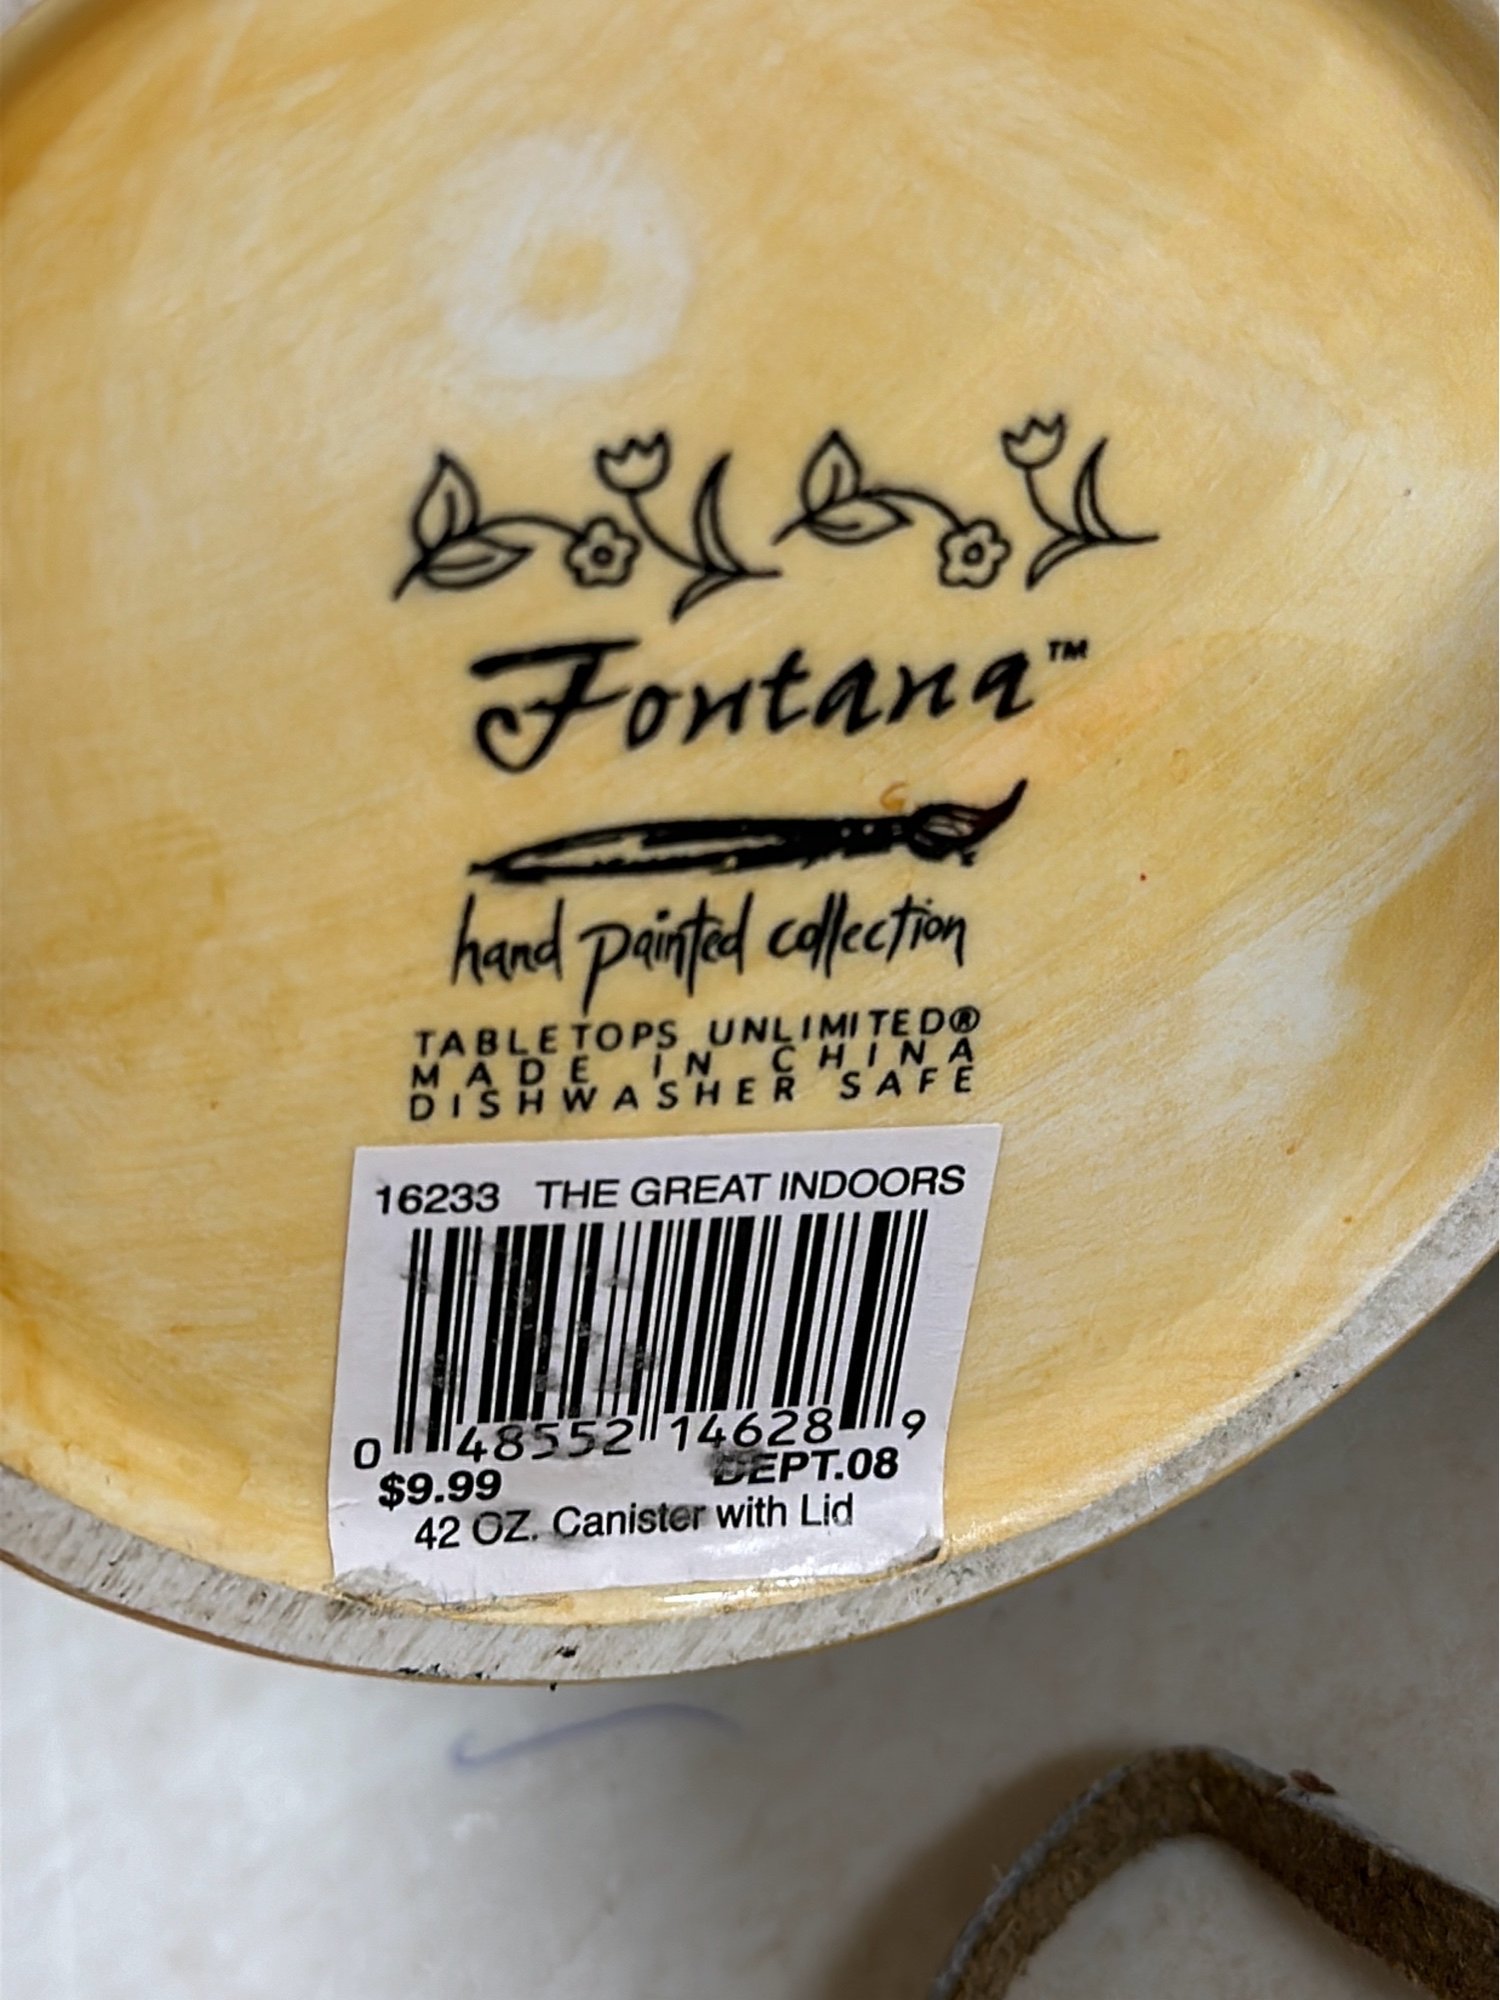 Fontana™
hand painted collection
TABLETOPS UNLIMITED®
MADE IN CHINA
DISHWASHER SAFE
16233 THE GREAT INDOORS
0 48552 14628 9
$9.99 DEPT.08
42 OZ. Canister with Lid